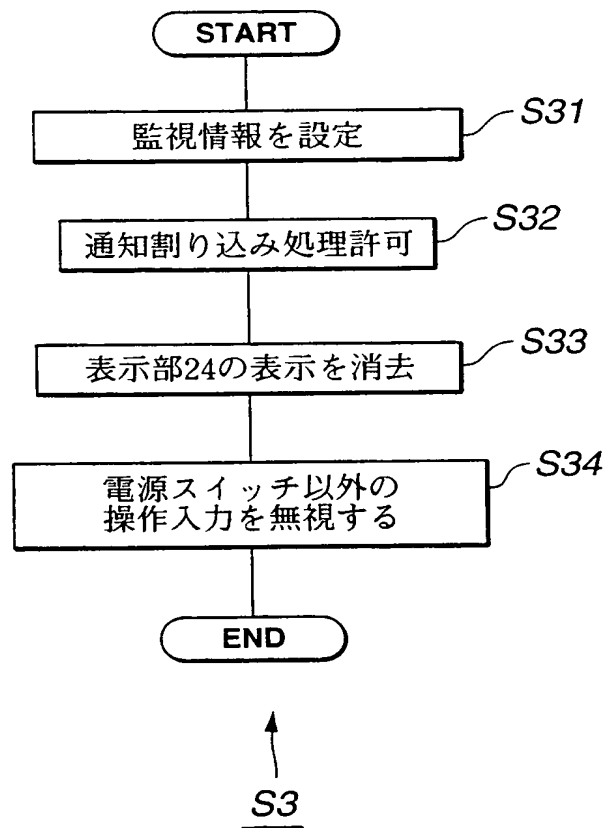 START
監視情報を設定
S31
通知割り込み処理許可
S32
表示部24の表示を消去
S33
電源スイッチ以外の
操作入力を無視する
S34
END
S3